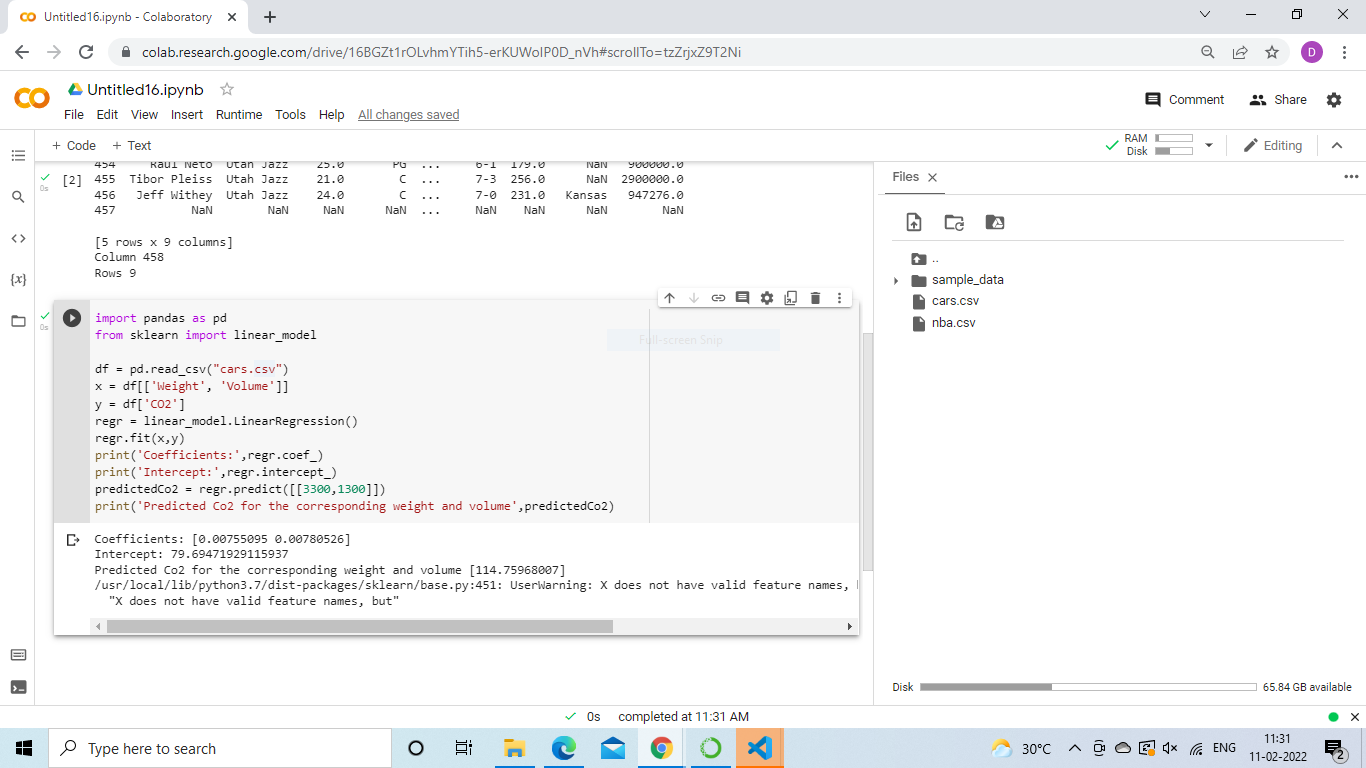 Untitled16.ipynb - Colaboratory
colab.research.google.com/drive/16BGZt1rOLvhmYTih5-erKUWolP0D_nVh#scrollTo=tzZrjxZ9T2Ni
D
Untitled16.ipynb
Comment
Share
File Edit View Insert Runtime Tools Help All changes saved
+ Code + Text
RAM
Disk
Editing
Files
454 Raul Neto Utah Jazz 25.0 PG ... 6-1 179.0 NaN 900000.0
0s
[2] 455 Tibor Pleiss Utah Jazz 21.0 C ... 7-3 256.0 NaN 2900000.0
456 Jeff Withey Utah Jazz 24.0 C ... 7-0 231.0 Kansas 947276.0
457 NaN NaN NaN NaN ... NaN NaN NaN NaN
[5 rows x 9 columns]
Column 458
Rows 9
..
sample_data
cars.csv
nba.csv
0s
import pandas as pd
from sklearn import linear_model
Full-screen Snip
df = pd.read_csv("cars.csv")
x = df[['Weight', 'Volume']]
y = df['CO2']
regr = linear_model.LinearRegression()
regr.fit(x,y)
print('Coefficients:',regr.coef_)
print('Intercept:',regr.intercept_)
predictedCo2 = regr.predict([[3300,1300]])
print('Predicted Co2 for the corresponding weight and volume',predictedCo2)
Coefficients: [0.00755095 0.00780526]
Intercept: 79.69471929115937
Predicted Co2 for the corresponding weight and volume [114.75968007]
/usr/local/lib/python3.7/dist-packages/sklearn/base.py:451: UserWarning: X does not have valid feature names,
"X does not have valid feature names, but"
Disk 65.84 GB available
0s completed at 11:31 AM
Type here to search
30°C
ENG
11:31
11-02-2022
2